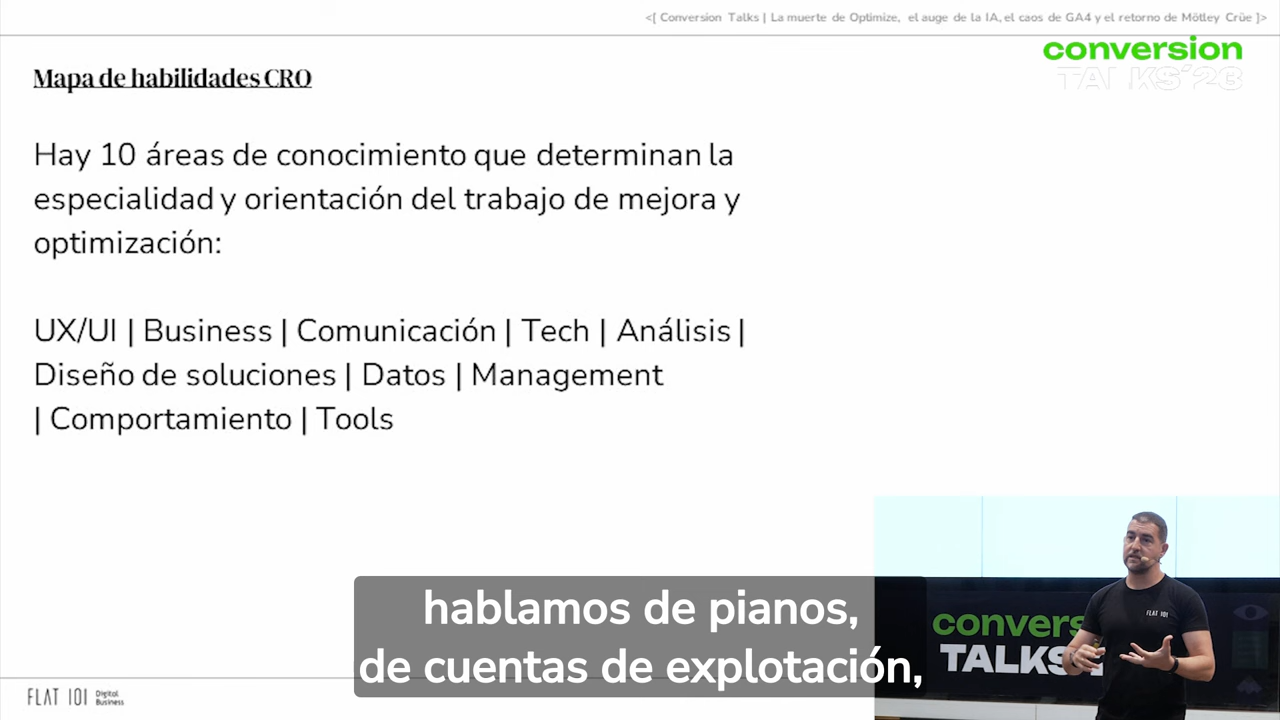 <[ Conversion Talks | La muerte de Optimize, el auge de la IA, el caos de GA4 y el retorno de Mötley Crüe ]>
conversion
TALKS'23
Mapa de habilidades CRO
Hay 10 áreas de conocimiento que determinan la
especialidad y orientación del trabajo de mejora y
optimización:
UX/UI | Business | Comunicación | Tech | Análisis |
Diseño de soluciones | Datos | Management
| Comportamiento | Tools
hablamos de pianos,
de cuentas de explotación,
convers
TALKS
FLAT 101
FLAT 101 Digital
Business